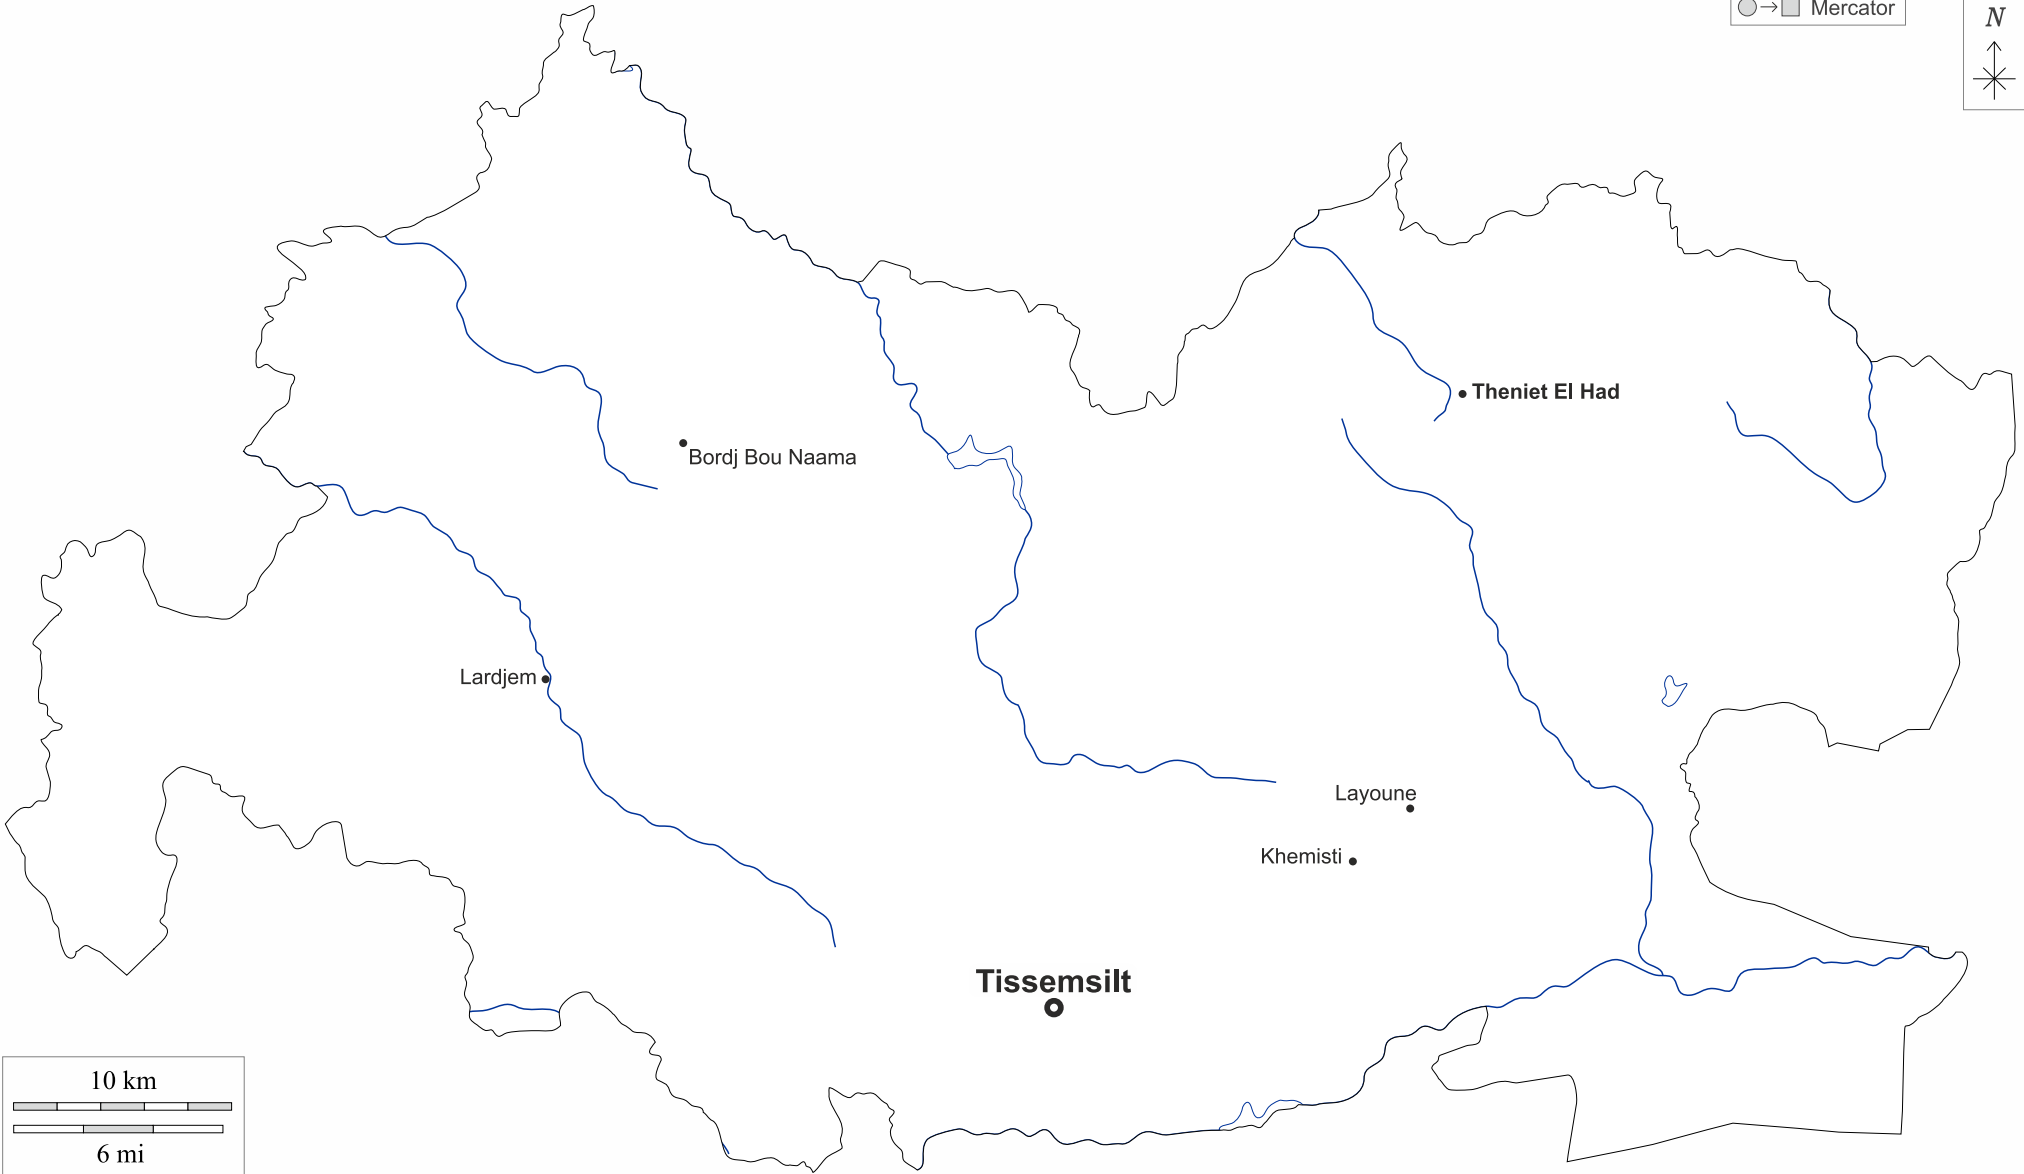 Mercator
N
Theniet El Had
Bordj Bou Naama
Lardjem
Layoune
Khemisti
Tissemsilt
10 km
6 mi